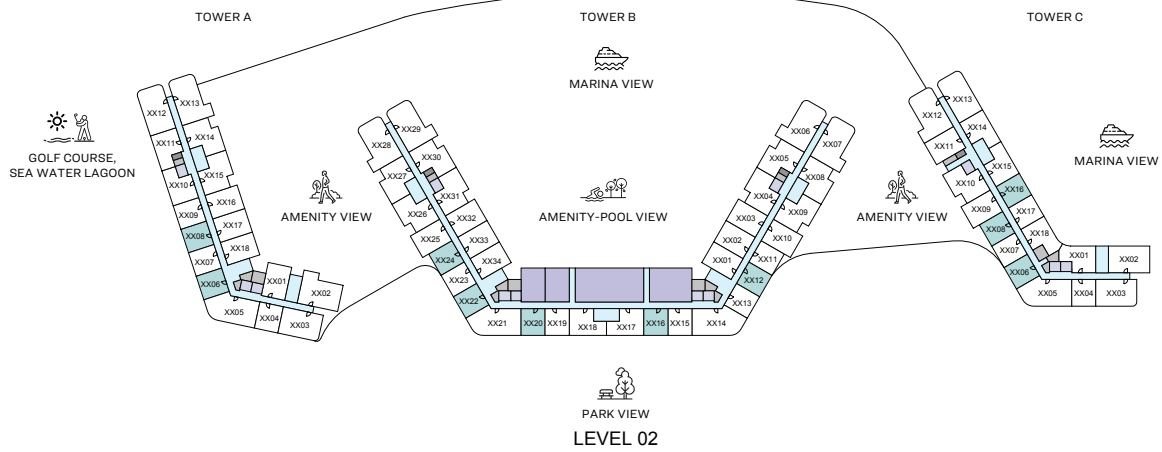 TOWER A
TOWER B
TOWER C
MARINA VIEW
GOLF COURSE,
SEA WATER LAGOON
AMENITY VIEW
AMENITY-POOL VIEW
AMENITY VIEW
MARINA VIEW
XX12
XX13
XX11
XX14
XX10
XX15
XX09
XX16
XX08
XX17
XX07
XX18
XX06
XX01
XX02
XX05
XX04
XX03
XX29
XX28
XX30
XX27
XX31
XX26
XX32
XX25
XX33
XX24
XX34
XX23
XX22
XX21
XX20
XX19
XX18
XX17
XX16
XX15
XX14
XX13
XX12
XX11
XX01
XX10
XX02
XX03
XX09
XX04
XX08
XX05
XX07
XX06
XX13
XX12
XX14
XX11
XX15
XX10
XX16
XX09
XX17
XX08
XX18
XX07
XX01
XX02
XX06
XX05
XX04
XX03
PARK VIEW
LEVEL 02